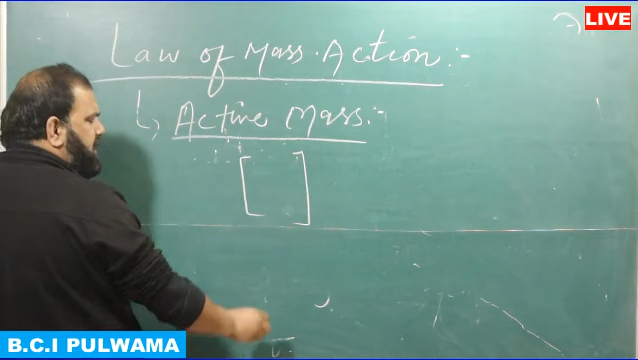 LIVE
Law of Mass Action :-
↳ Active Mass :-
[ ]
B.C.I PULWAMA